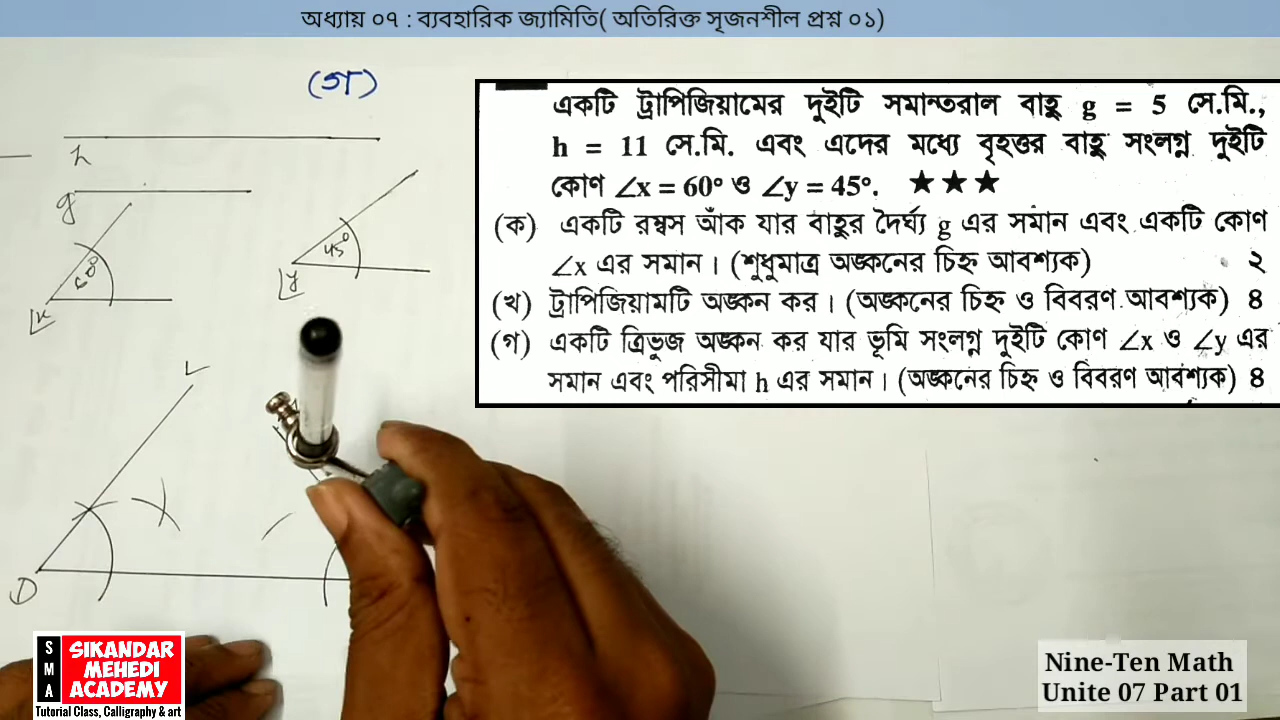 অধ্যায় ০৭ : ব্যবহারিক জ্যামিতি( অতিরিক্ত সৃজনশীল প্রশ্ন ০১)
(গ)
h
g
60°
x
45°
y
L
D
একটি ট্রাপিজিয়ামের দুইটি সমান্তরাল বাহু g = 5 সে.মি.,
h = 11 সে.মি. এবং এদের মধ্যে বৃহত্তর বাহু সংলগ্ন দুইটি
কোণ ∠x = 60° ও ∠y = 45°. ★★★
(ক) একটি রম্বস আঁক যার বাহুর দৈর্ঘ্য g এর সমান এবং একটি কোণ
∠x এর সমান। (শুধুমাত্র অঙ্কনের চিহ্ন আবশ্যক) ২
(খ) ট্রাপিজিয়ামটি অঙ্কন কর। (অঙ্কনের চিহ্ন ও বিবরণ আবশ্যক) ৪
(গ) একটি ত্রিভুজ অঙ্কন কর যার ভূমি সংলগ্ন দুইটি কোণ ∠x ও ∠y এর
সমান এবং পরিসীমা h এর সমান। (অঙ্কনের চিহ্ন ও বিবরণ আবশ্যক) ৪
S M A
SIKANDAR
MEHEDI
ACADEMY
Tutorial Class, Calligraphy & art
Nine-Ten Math
Unite 07 Part 01